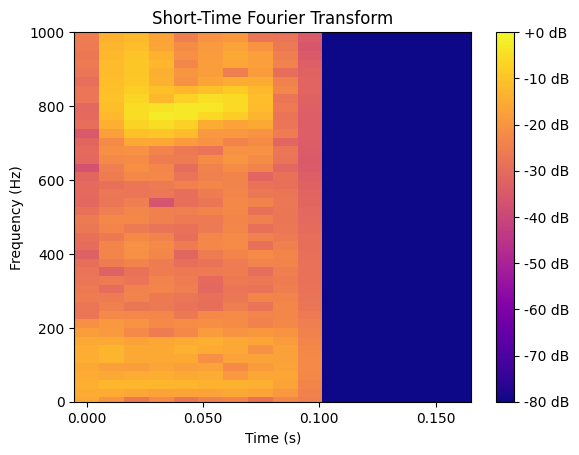 Short-Time Fourier Transform
1000
800
600
400
200
0
Frequency (Hz)
0.000
0.050
0.100
0.150
Time (s)
+0 dB
-10 dB
-20 dB
-30 dB
-40 dB
-50 dB
-60 dB
-70 dB
-80 dB